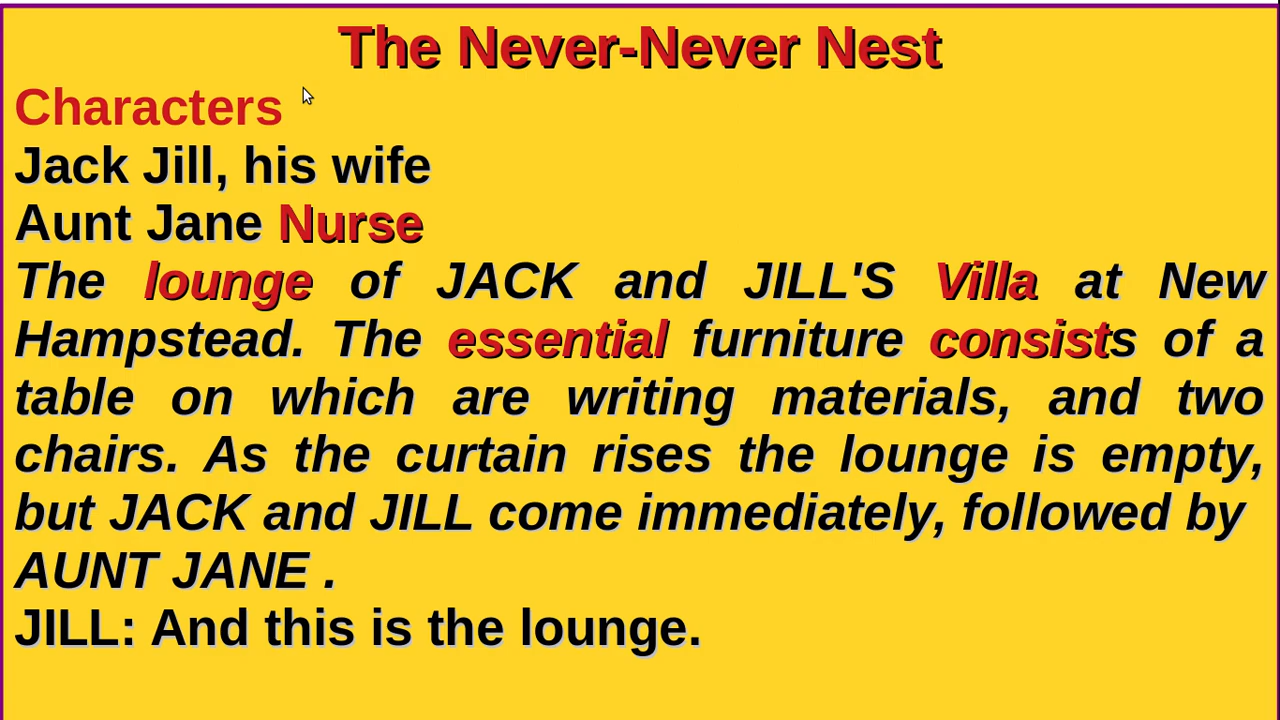 The Never-Never Nest
Characters
Jack Jill, his wife
Aunt Jane Nurse
The lounge of JACK and JILL'S Villa at New
Hampstead. The essential furniture consists of a
table on which are writing materials, and two
chairs. As the curtain rises the lounge is empty,
but JACK and JILL come immediately, followed by
AUNT JANE .
JILL: And this is the lounge.